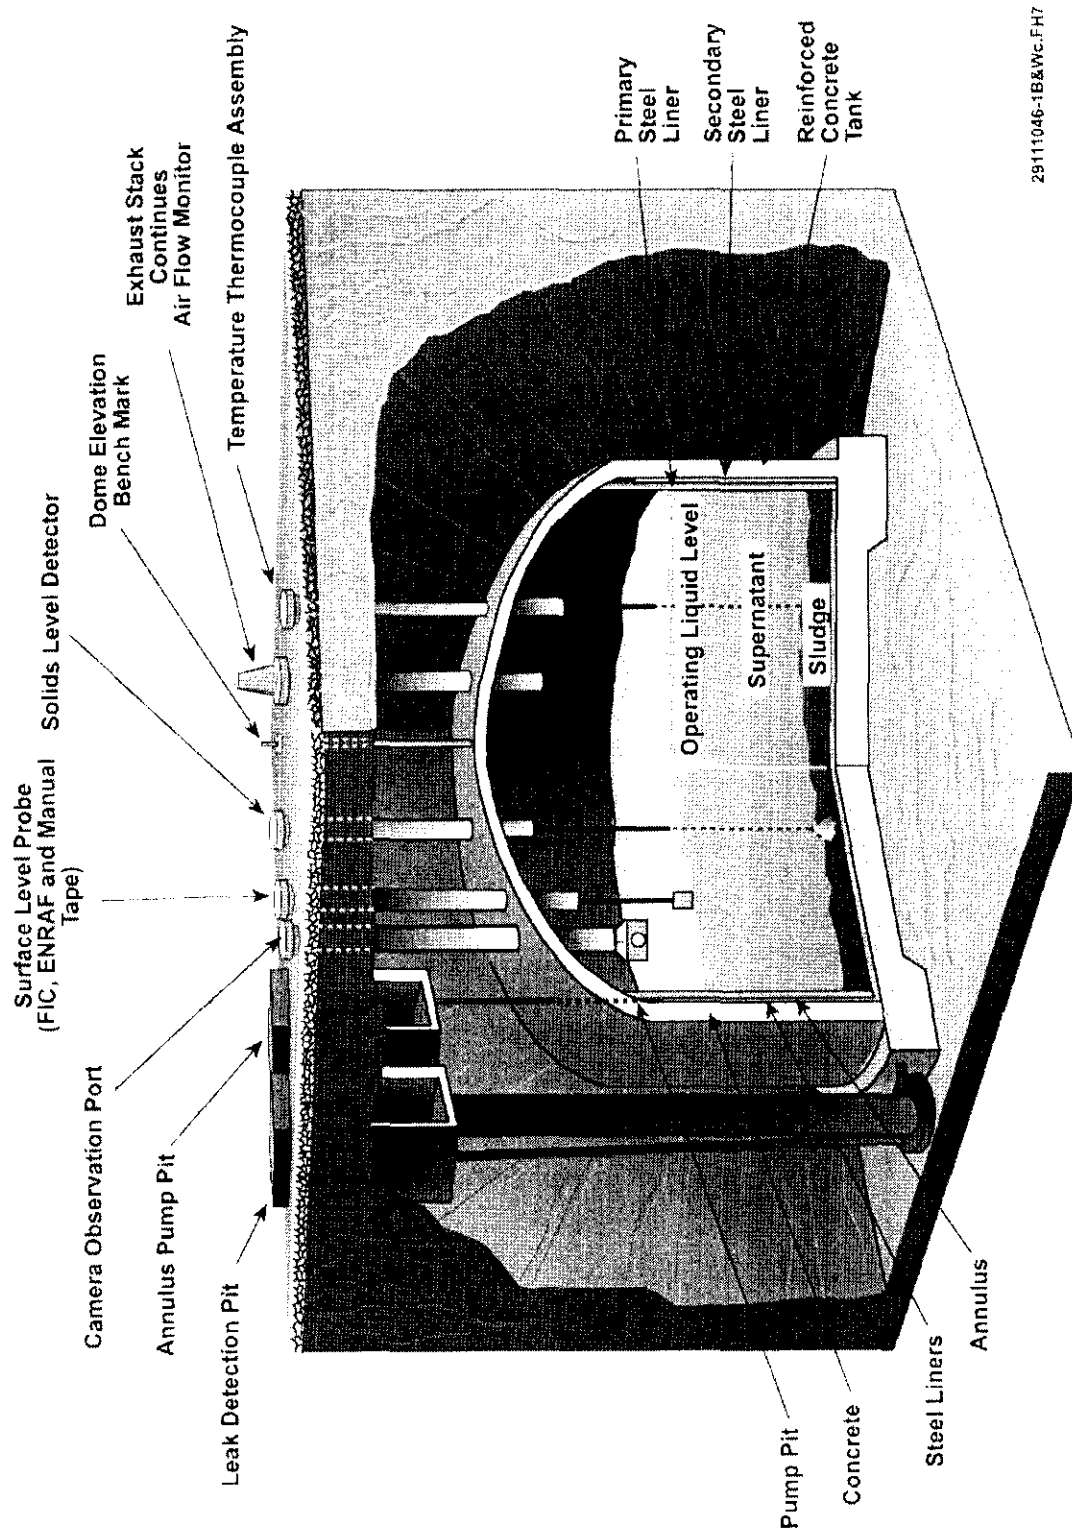 Surface Level Probe
(FIC, ENRAF and Manual
Tape)
Solids Level Detector
Dome Elevation
Bench Mark
Exhaust Stack
Continues
Air Flow Monitor
Temperature Thermocouple Assembly
Camera Observation Port
Annulus Pump Pit
Leak Detection Pit
Primary
Steel
Liner
Secondary
Steel
Liner
Reinforced
Concrete
Tank
Operating Liquid Level
Supernatant
Sludge
Pump Pit
Concrete
Steel Liners
Annulus
29111046-1B&Wc.FH7